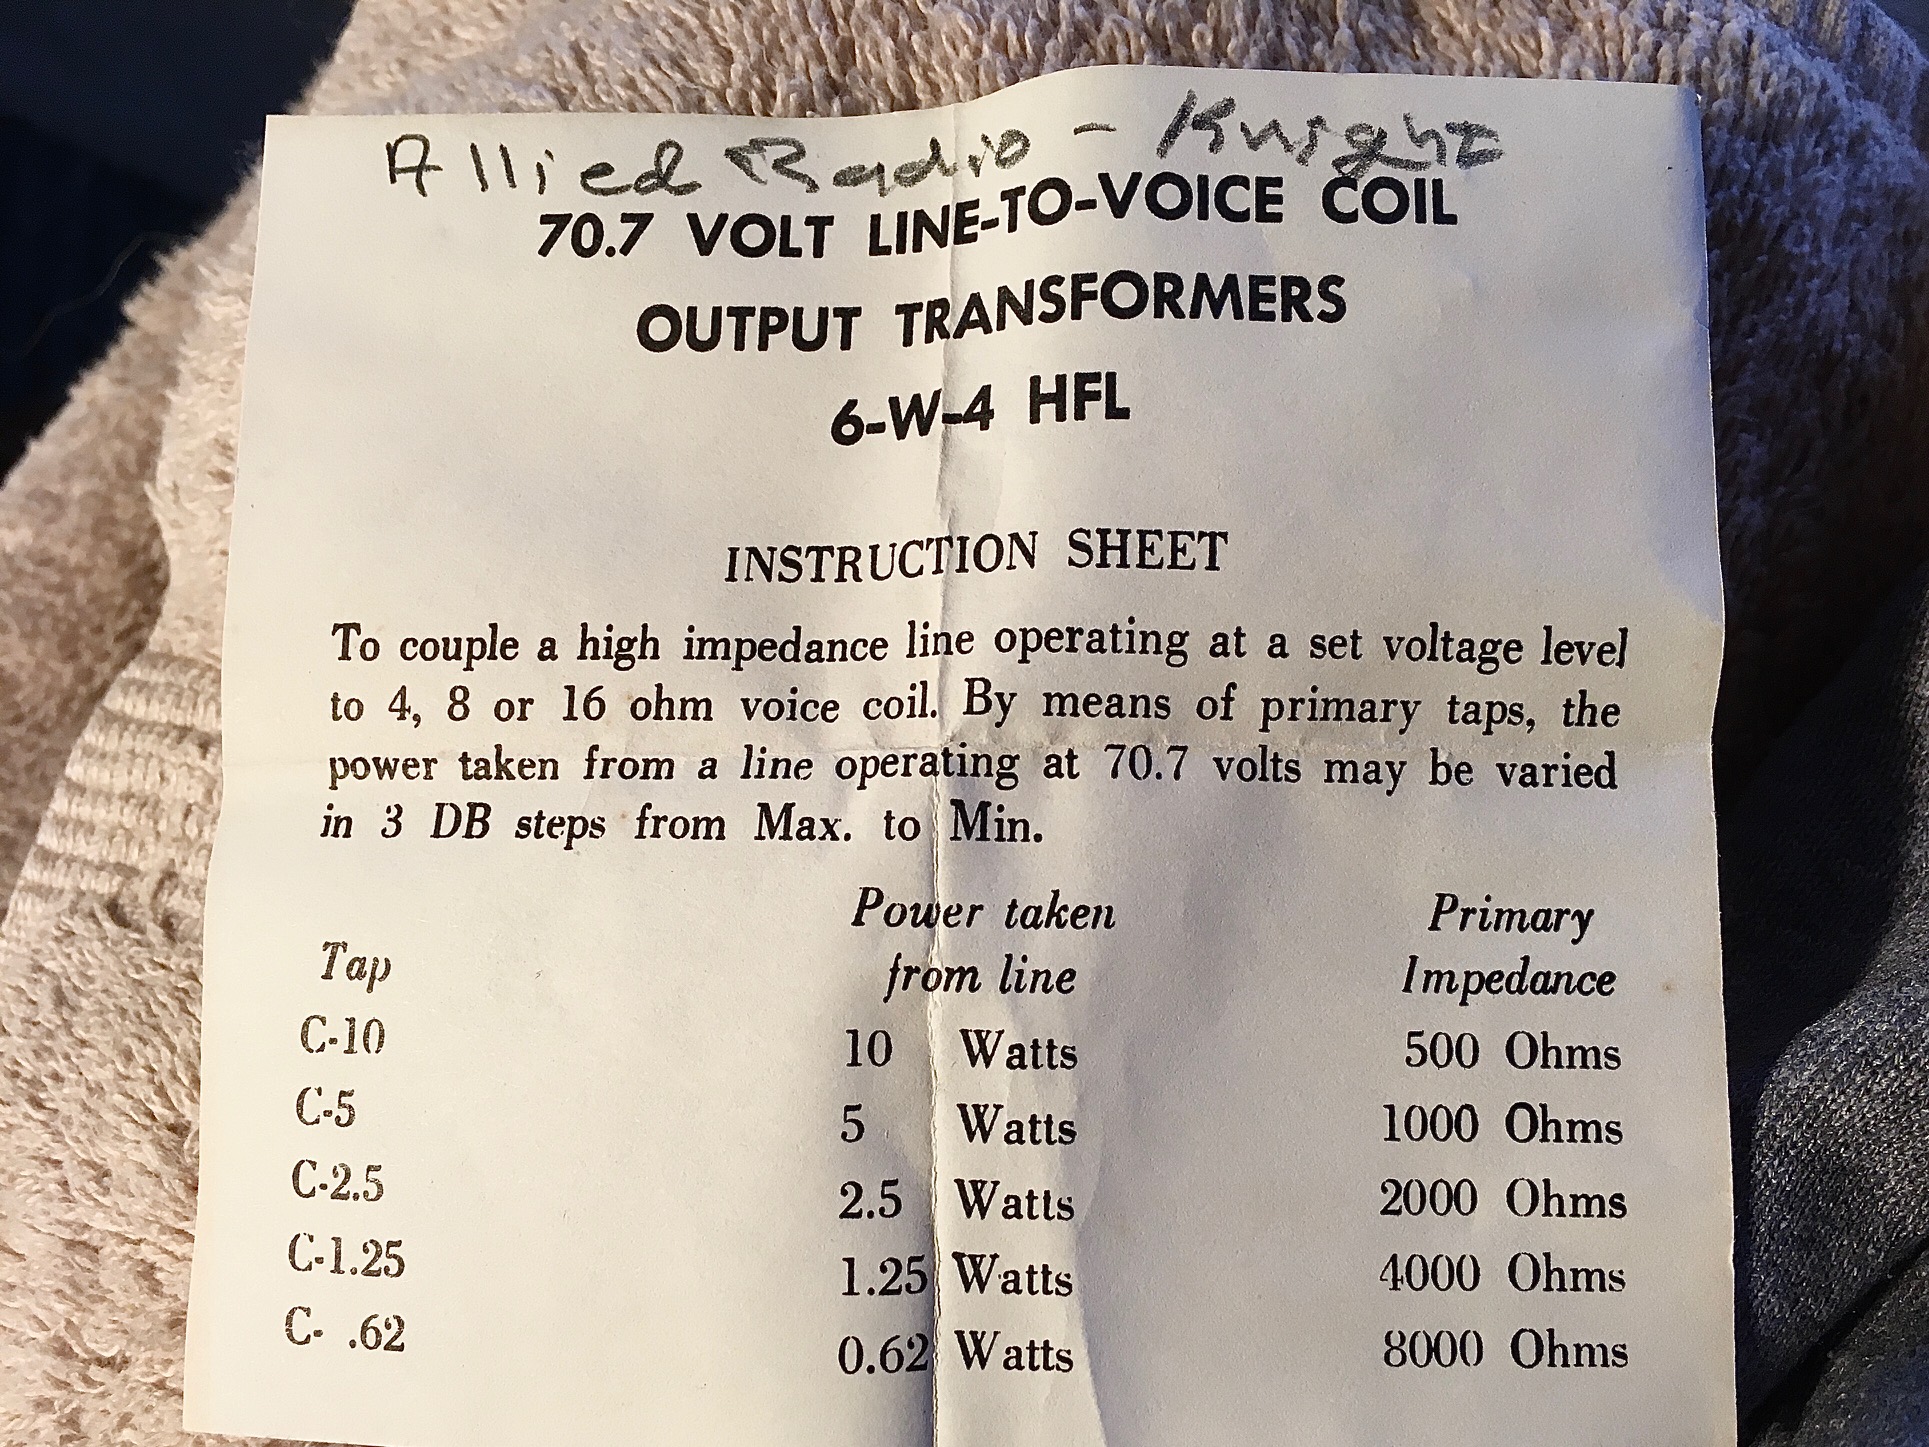 Allied Radio - Knight
70.7 VOLT LINE-TO-VOICE COIL
OUTPUT TRANSFORMERS
6-W-4 HFL
INSTRUCTION SHEET
To couple a high impedance line operating at a set voltage level
to 4, 8 or 16 ohm voice coil. By means of primary taps, the
power taken from a line operating at 70.7 volts may be varied
in 3 DB steps from Max. to Min.
Tap Power taken from line Primary Impedance
C-10 10 Watts 500 Ohms
C-5 5 Watts 1000 Ohms
C-2.5 2.5 Watts 2000 Ohms
C-1.25 1.25 Watts 4000 Ohms
C- .62 0.62 Watts 8000 Ohms